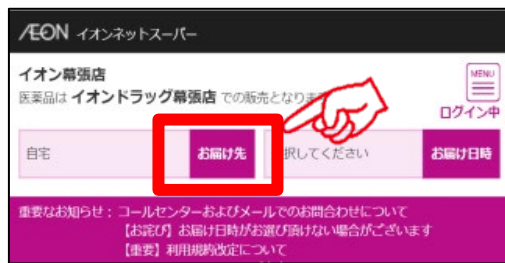 ÆON イオンネットスーパー
イオン幕張店
医薬品は イオンドラッグ幕張店 での販売となりま
MENU
ログイン中
自宅 お届け先 択してください お届け日時
重要なお知らせ： コールセンターおよびメールでのお問合わせについて
【お詫び】お届け日時がお選び頂けない場合がございます
【重要】利用規約改定について